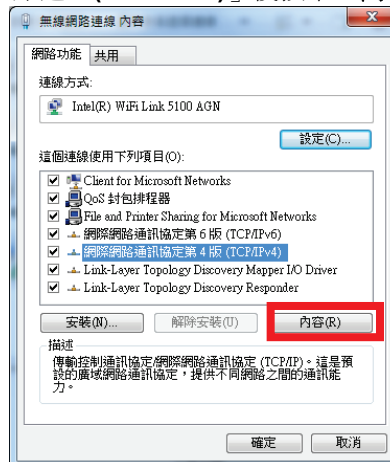 無線網路連線 內容
網路功能 共用
連線方式:
Intel(R) WiFi Link 5100 AGN
設定(C)...
這個連線使用下列項目(O):
Client for Microsoft Networks
QoS 封包排程器
File and Printer Sharing for Microsoft Networks
網際網路通訊協定第 6 版 (TCP/IPv6)
網際網路通訊協定第 4 版 (TCP/IPv4)
Link-Layer Topology Discovery Mapper I/O Driver
Link-Layer Topology Discovery Responder
安裝(N)... 解除安裝(U) 內容(R)
描述
傳輸控制通訊協定/網際網路通訊協定 (TCP/IP)。這是預
設的廣域網路通訊協定，提供不同網路之間的通訊能
力。
確定 取消